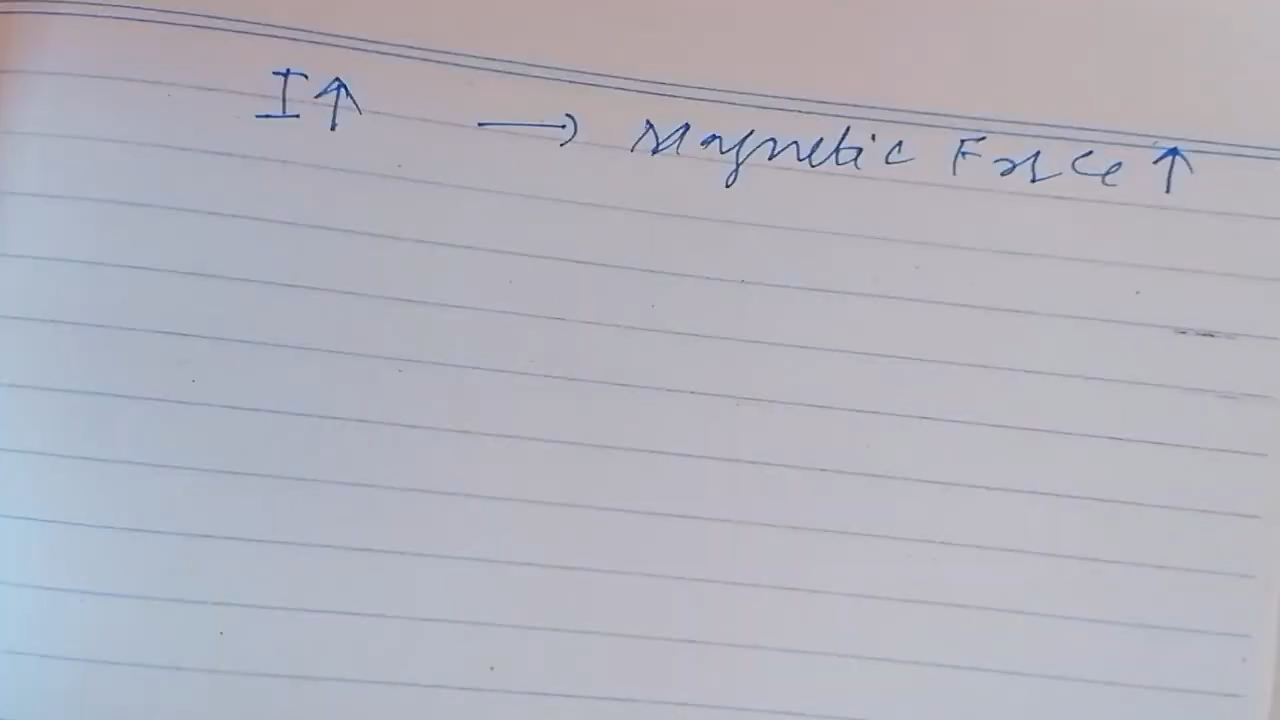 I↑ → Magnetic Force ↑